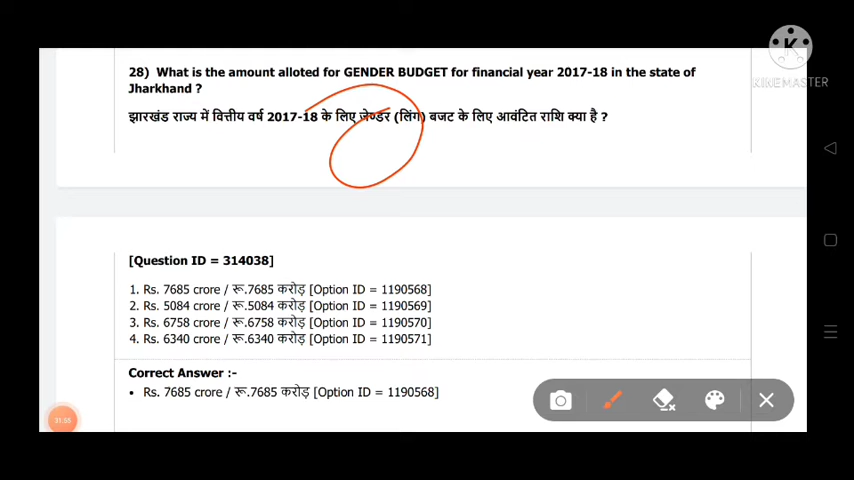 28) What is the amount alloted for GENDER BUDGET for financial year 2017-18 in the state of
Jharkhand ?
झारखंड राज्य में वित्तीय वर्ष 2017-18 के लिए जेण्डर (लिंग) बजट के लिए आवंटित राशि क्या है ?
[Question ID = 314038]
1. Rs. 7685 crore / रू.7685 करोड़ [Option ID = 1190568]
2. Rs. 5084 crore / रू.5084 करोड़ [Option ID = 1190569]
3. Rs. 6758 crore / रू.6758 करोड़ [Option ID = 1190570]
4. Rs. 6340 crore / रू.6340 करोड़ [Option ID = 1190571]
Correct Answer :-
• Rs. 7685 crore / रू.7685 करोड़ [Option ID = 1190568]
K
KINEMASTER